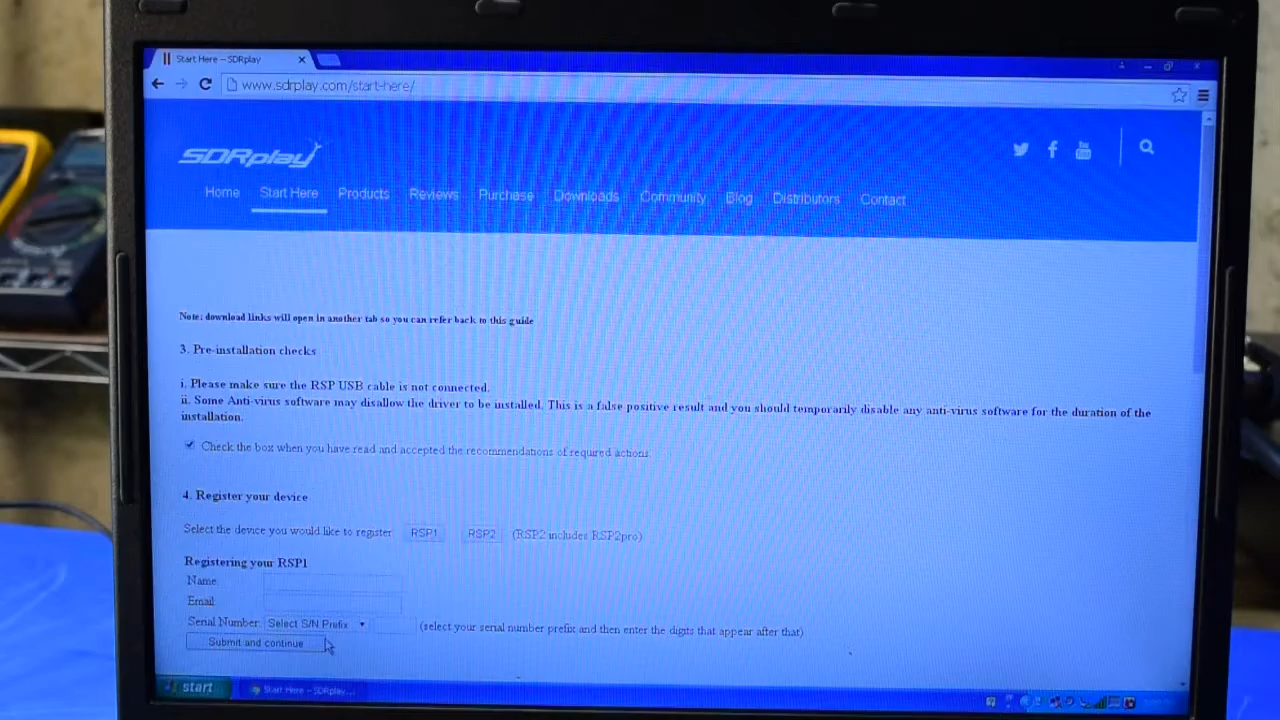 Start Here – SDRplay
www.sdrplay.com/start-here/
SDRplay
Home Start Here Products Reviews Purchase Downloads Community Blog Distributors Contact
Note: download links will open in another tab so you can refer back to this guide
3. Pre-installation checks
i. Please make sure the RSP USB cable is not connected.
ii. Some Anti-virus software may disallow the driver to be installed. This is a false positive result and you should temporarily disable any anti-virus software for the duration of the
installation.
Check the box when you have read and accepted the recommendations of required actions.
4. Register your device
Select the device you would like to register RSP1 RSP2 (RSP2 includes RSP2pro)
Registering your RSP1
Name
Email
Serial Number: Select S/N Prefix (select your serial number prefix and then enter the digits that appear after that)
Submit and continue
start Start Here – SDRplay...